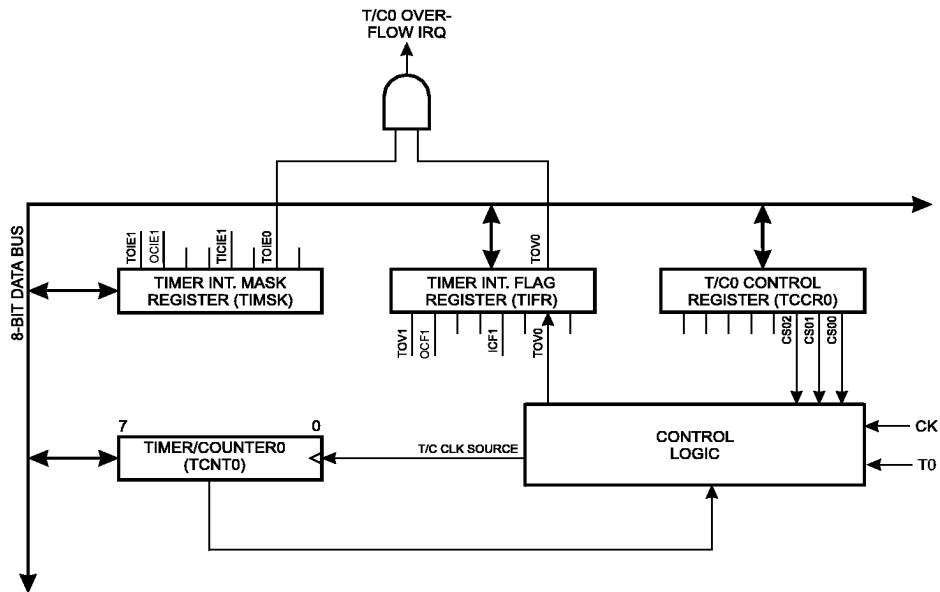 T/C0 OVER-
FLOW IRQ
8-BIT DATA BUS
TOIE1
OCIE1
TICIE1
TOIE0
TOV0
TIMER INT. MASK
REGISTER (TIMSK)
TIMER INT. FLAG
REGISTER (TIFR)
T/C0 CONTROL
REGISTER (TCCR0)
TOV1
OCF1
ICF1
TOV0
CS02
CS01
CS00
7
0
TIMER/COUNTER0
(TCNT0)
T/C CLK SOURCE
CONTROL
LOGIC
CK
T0